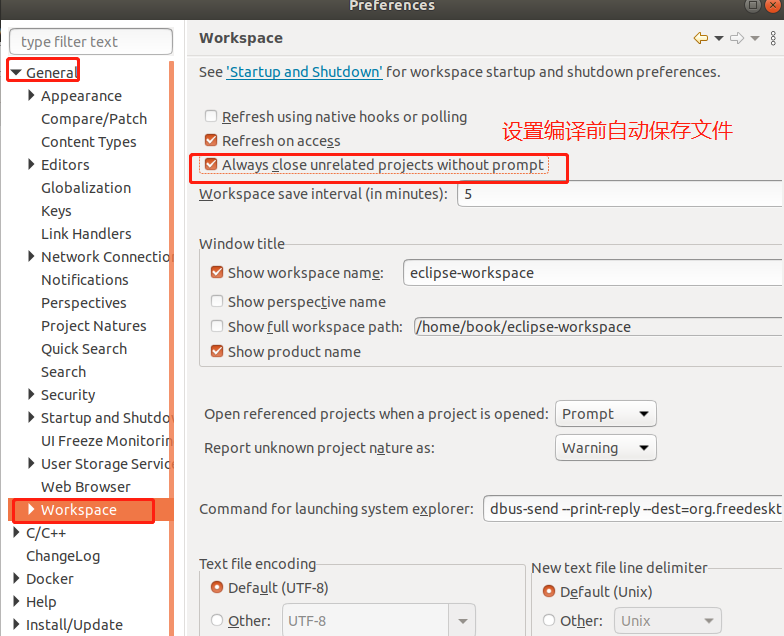 Preferences
type filter text
General
Appearance
Compare/Patch
Content Types
Editors
Globalization
Keys
Link Handlers
Network Connection
Notifications
Perspectives
Project Natures
Quick Search
Search
Security
Startup and Shutdo
UI Freeze Monitorin
User Storage Servic
Web Browser
Workspace
C/C++
ChangeLog
Docker
Help
Install/Update
Workspace
See 'Startup and Shutdown' for workspace startup and shutdown preferences.
Refresh using native hooks or polling
Refresh on access
设置编译前自动保存文件
Always close unrelated projects without prompt
Workspace save interval (in minutes): 5
Window title
Show workspace name: eclipse-workspace
Show perspective name
Show full workspace path: /home/book/eclipse-workspace
Show product name
Open referenced projects when a project is opened: Prompt
Report unknown project nature as: Warning
Command for launching system explorer: dbus-send --print-reply --dest=org.freedeskt
Text file encoding
Default (UTF-8)
Other: UTF-8
New text file line delimiter
Default (Unix)
Other: Unix